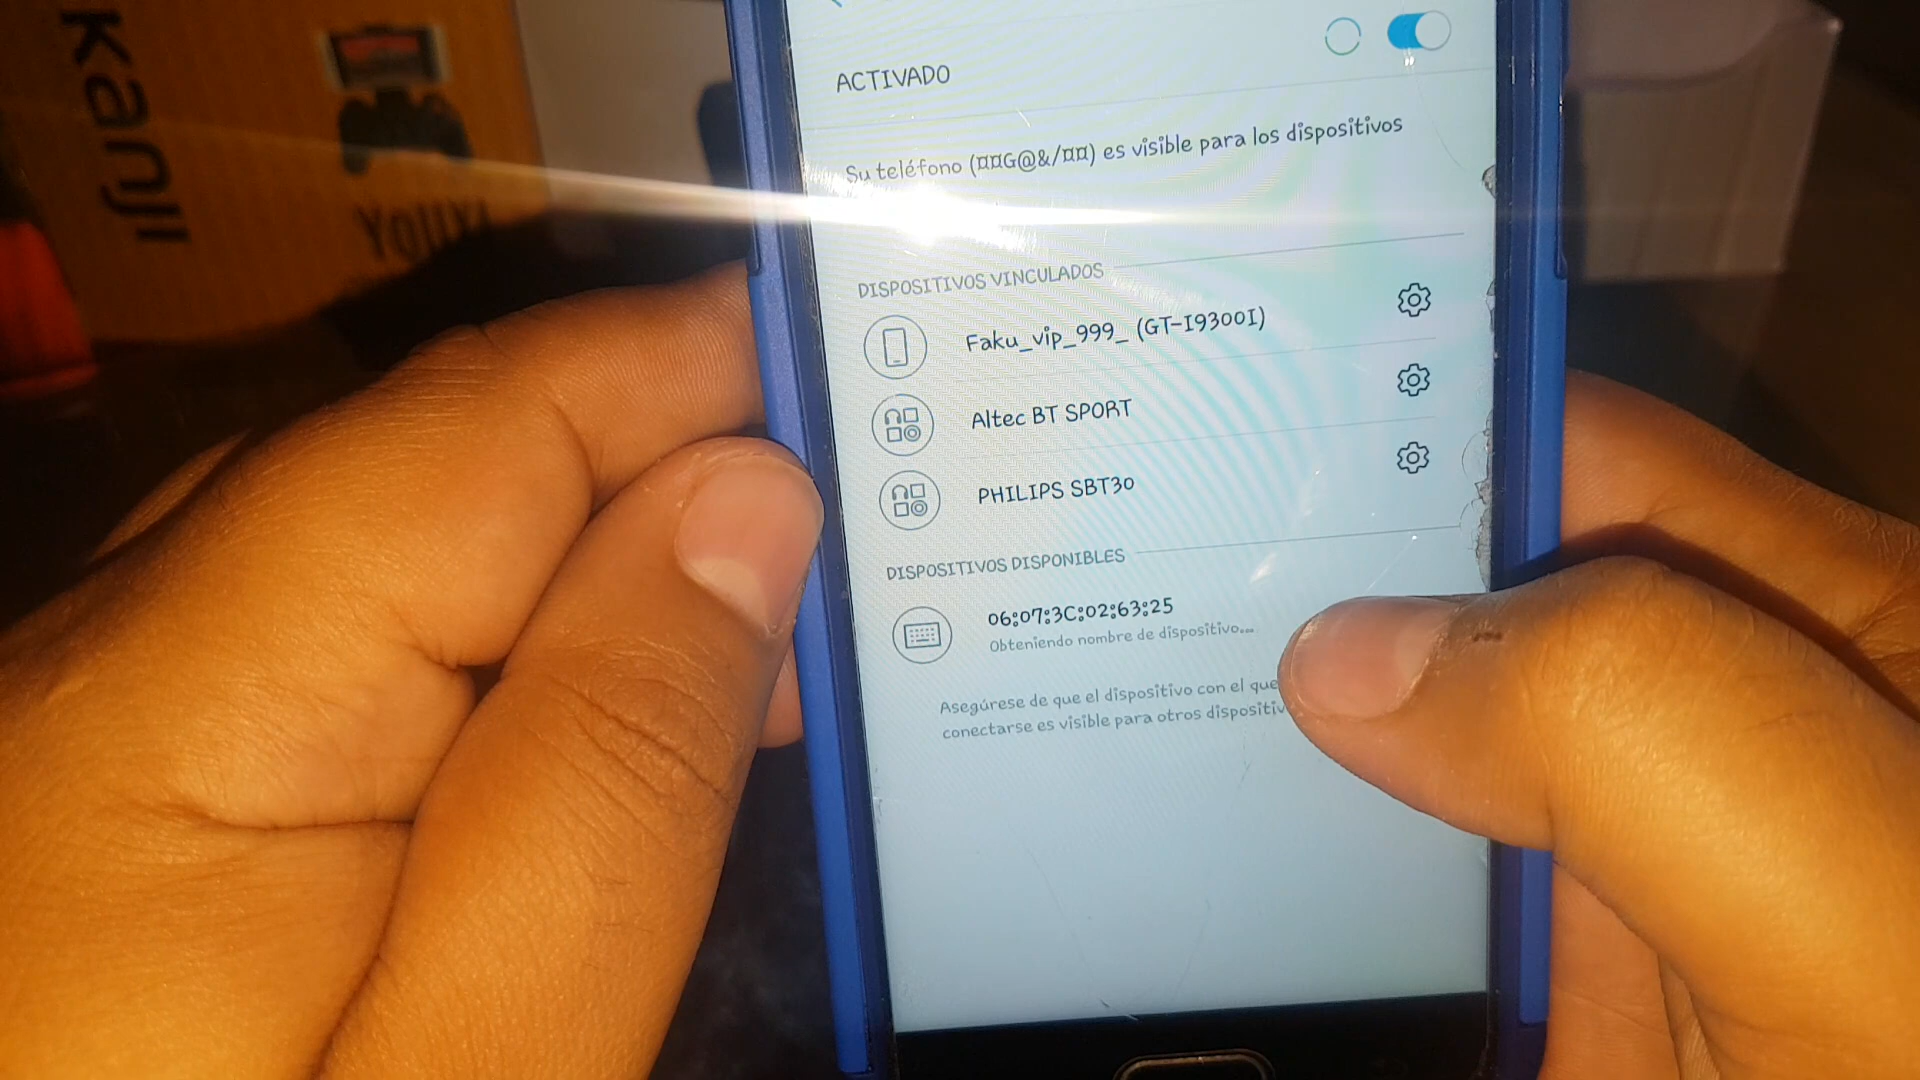 kanji
ACTIVADO
Su teléfono (¤¤G@&/¤¤) es visible para los dispositivos
DISPOSITIVOS VINCULADOS
Faku_vip_999_ (GT-I9300I)
Altec BT SPORT
PHILIPS SBT30
DISPOSITIVOS DISPONIBLES
06:07:3C:02:63:25
Obteniendo nombre de dispositivo...
Asegúrese de que el dispositivo con el que
conectarse es visible para otros